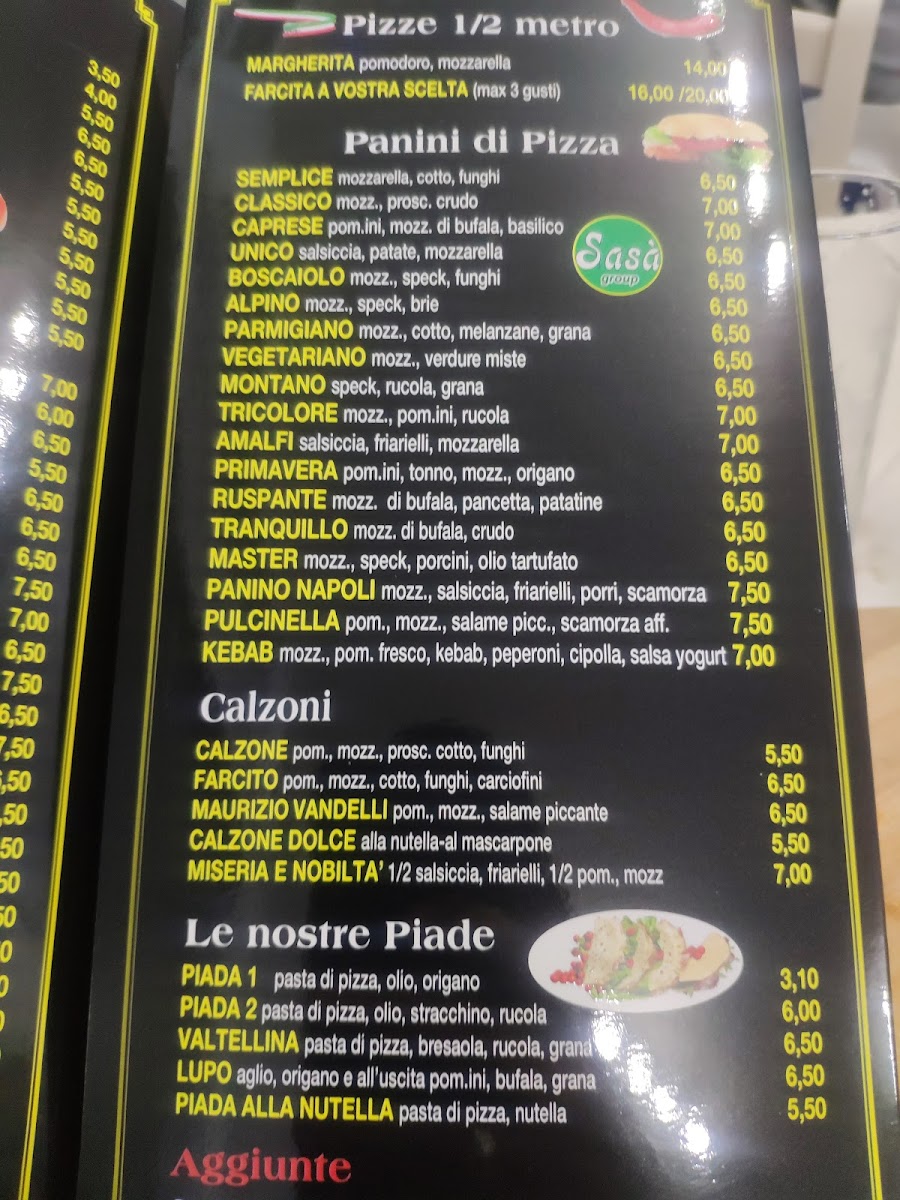 3,50
4,00
5,50
6,50
6,50
5,50
5,50
5,50
5,50
5,50
5,50
5,50
7,00
6,00
6,50
5,50
6,50
6,50
6,50
7,50
7,00
6,50
7,50
6,50
7,50
,50
,50
50
50
50
0
0
Pizze 1/2 metro
MARGHERITA pomodoro, mozzarella 14,00
FARCITA A VOSTRA SCELTA (max 3 gusti) 16,00 /20,00
Panini di Pizza
SEMPLICE mozzarella, cotto, funghi 6,50
CLASSICO mozz., prosc. crudo 7,00
CAPRESE pom.ini, mozz. di bufala, basilico 7,00
UNICO salsiccia, patate, mozzarella 6,50
BOSCAIOLO mozz., speck, funghi 6,50
ALPINO mozz., speck, brie 6,50
PARMIGIANO mozz., cotto, melanzane, grana 6,50
VEGETARIANO mozz., verdure miste 6,50
MONTANO speck, rucola, grana 6,50
TRICOLORE mozz., pom.ini, rucola 7,00
AMALFI salsiccia, friarielli, mozzarella 7,00
PRIMAVERA pom.ini, tonno, mozz., origano 6,50
RUSPANTE mozz. di bufala, pancetta, patatine 6,50
TRANQUILLO mozz. di bufala, crudo 6,50
MASTER mozz., speck, porcini, olio tartufato 6,50
PANINO NAPOLI mozz., salsiccia, friarielli, porri, scamorza 7,50
PULCINELLA pom., mozz., salame picc., scamorza aff. 7,50
KEBAB mozz., pom. fresco, kebab, peperoni, cipolla, salsa yogurt 7,00
Sasà
group
Calzoni
CALZONE pom., mozz., prosc. cotto, funghi 5,50
FARCITO pom., mozz., cotto, funghi, carciofini 6,50
MAURIZIO VANDELLI pom., mozz., salame piccante 6,50
CALZONE DOLCE alla nutella-al mascarpone 5,50
MISERIA E NOBILTA' 1/2 salsiccia, friarielli, 1/2 pom., mozz 7,00
Le nostre Piade
PIADA 1 pasta di pizza, olio, origano 3,10
PIADA 2 pasta di pizza, olio, stracchino, rucola 6,00
VALTELLINA pasta di pizza, bresaola, rucola, grana 6,50
LUPO aglio, origano e all'uscita pom.ini, bufala, grana 6,50
PIADA ALLA NUTELLA pasta di pizza, nutella 5,50
Aggiunte